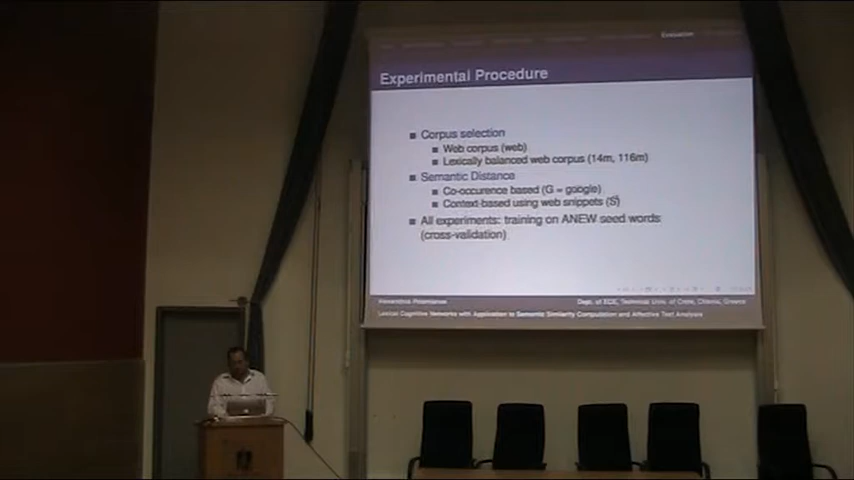 Evaluation
Experimental Procedure
Corpus selection
Web corpus (web)
Lexically balanced web corpus (14m, 116m)
Semantic Distance
Co-occurence based (G = google)
Context-based using web snippets (S)
All experiments: training on ANEW seed words
(cross-validation)
Dept. of ECE, Technical Univ. of Crete, Chania, Greece
Lexical Cognitive Networks with Application to Semantic Similarity Computation and Affective Text Analysis